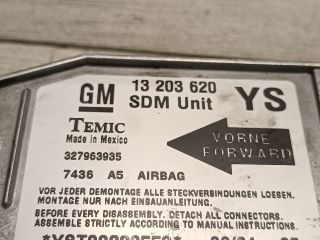 GM 13 203 620 YS
SDM Unit
TEMIC
Made in Mexico
VORNE
FORWARD
327963935
7436 A5 AIRBAG
VOR JEDER DEMONTAGE ALLE STECKVERBINDUNGEN LOESEN.
MONTAGE NUR NACH EINBAUANLEITUNG.
BEFORE EVERY DISASSEMBLY. DETACH ALL CONNECTORS.
ASSEMBLE STRICTLY ACCORDING TO MANUAL INSTRUCTIONS.